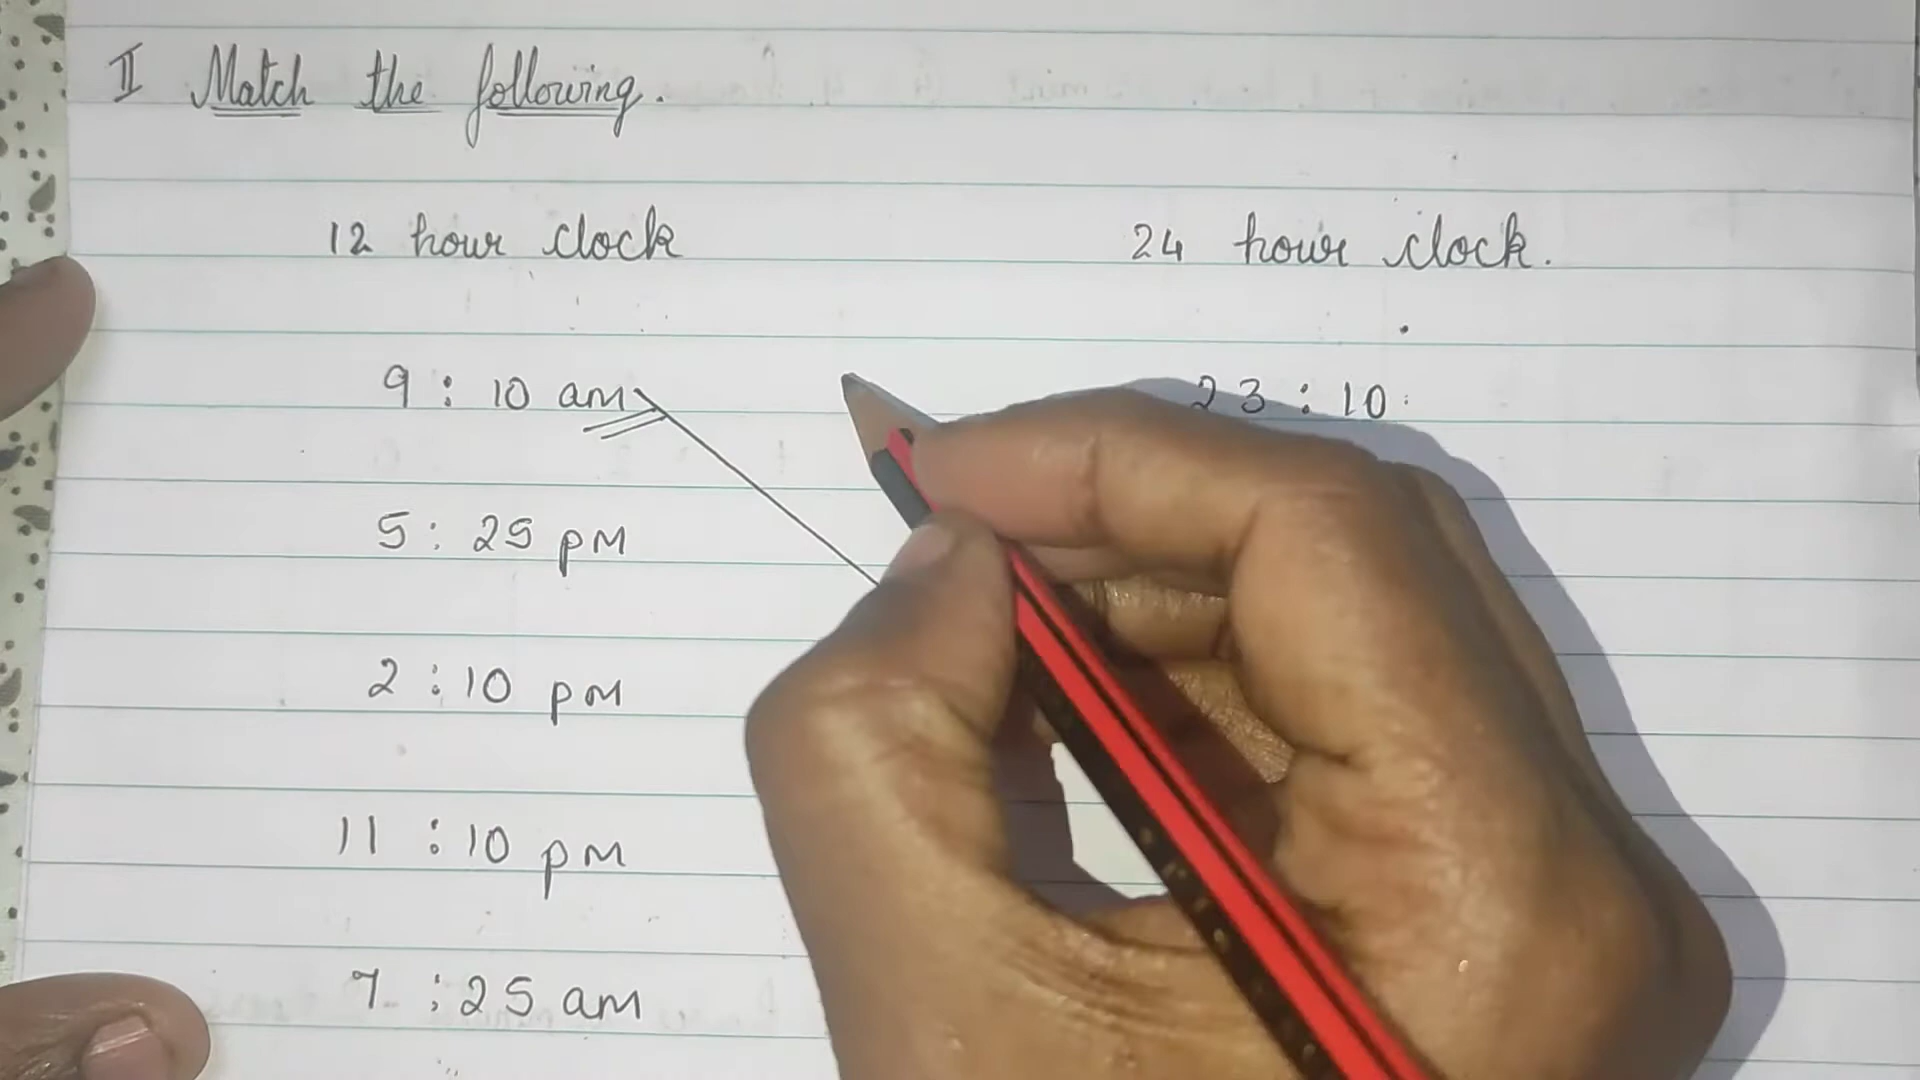 II Match the following.
12 hour clock 24 hour clock.
9 : 10 am 23 : 10
5 : 25 pm
2 : 10 pm
11 : 10 pm
7 : 25 am